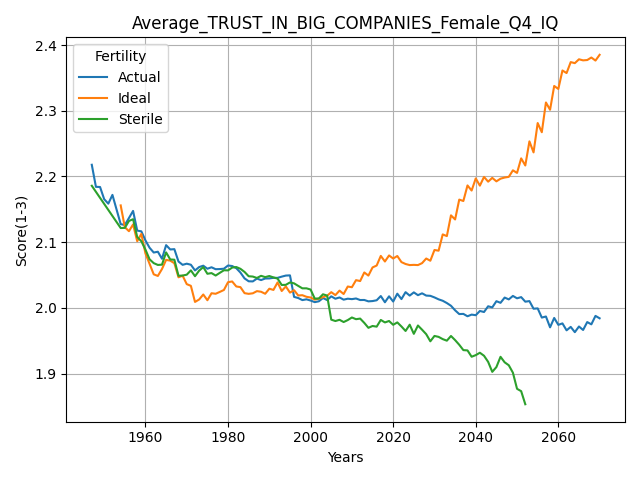 Average_TRUST_IN_BIG_COMPANIES_Female_Q4_IQ
Fertility
Actual
Ideal
Sterile
Score(1-3)
2.4
2.3
2.2
2.1
2.0
1.9
1960 1980 2000 2020 2040 2060
Years